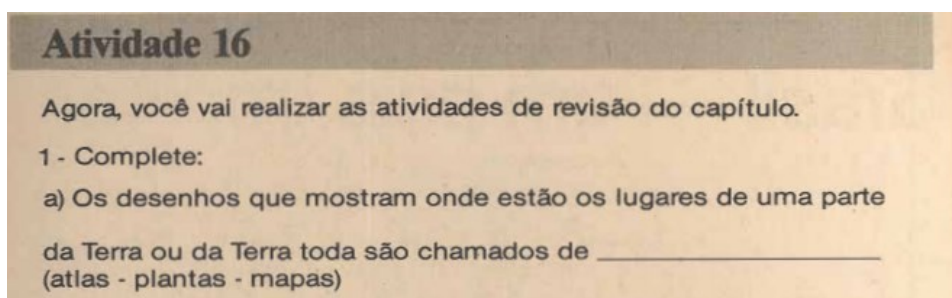 Atividade 16
Agora, você vai realizar as atividades de revisão do capítulo.
1 - Complete:
a) Os desenhos que mostram onde estão os lugares de uma parte
da Terra ou da Terra toda são chamados de ____________________
(atlas - plantas - mapas)